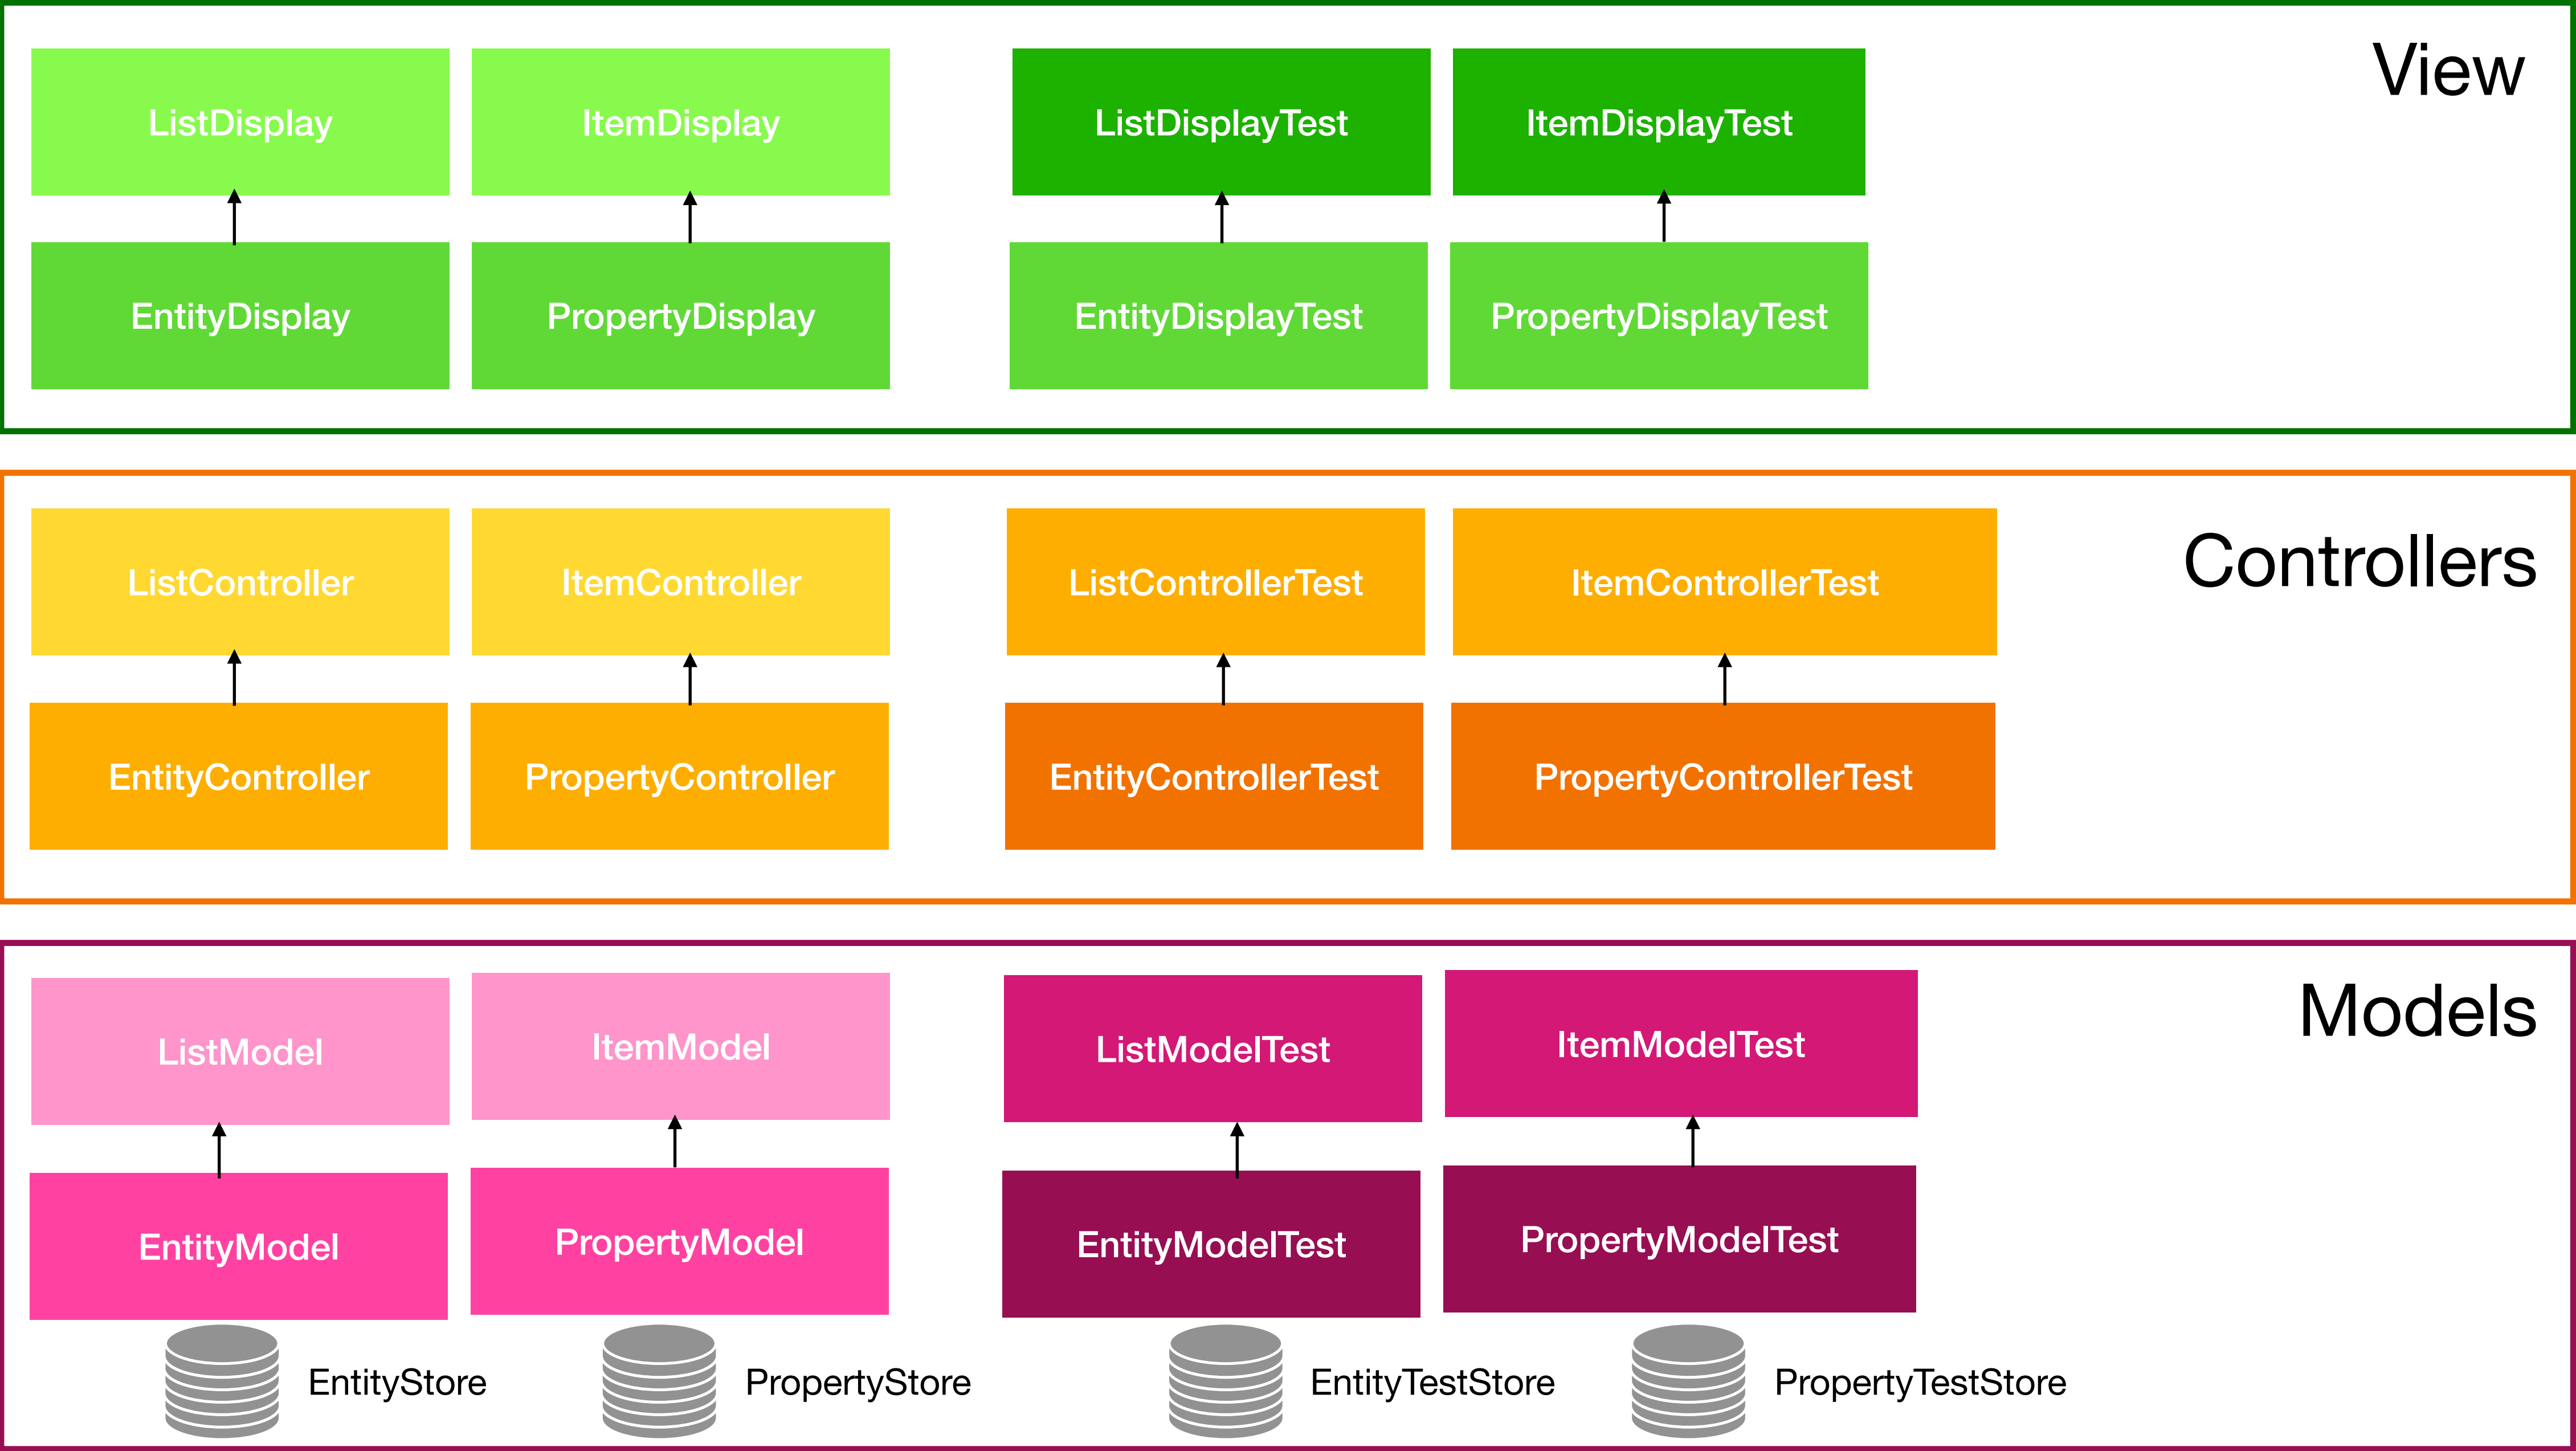 View
ListDisplay
ItemDisplay
ListDisplayTest
ItemDisplayTest
EntityDisplay
PropertyDisplay
EntityDisplayTest
PropertyDisplayTest
Controllers
ListController
ItemController
ListControllerTest
ItemControllerTest
EntityController
PropertyController
EntityControllerTest
PropertyControllerTest
Models
ListModel
ItemModel
ListModelTest
ItemModelTest
EntityModel
PropertyModel
EntityModelTest
PropertyModelTest
EntityStore
PropertyStore
EntityTestStore
PropertyTestStore